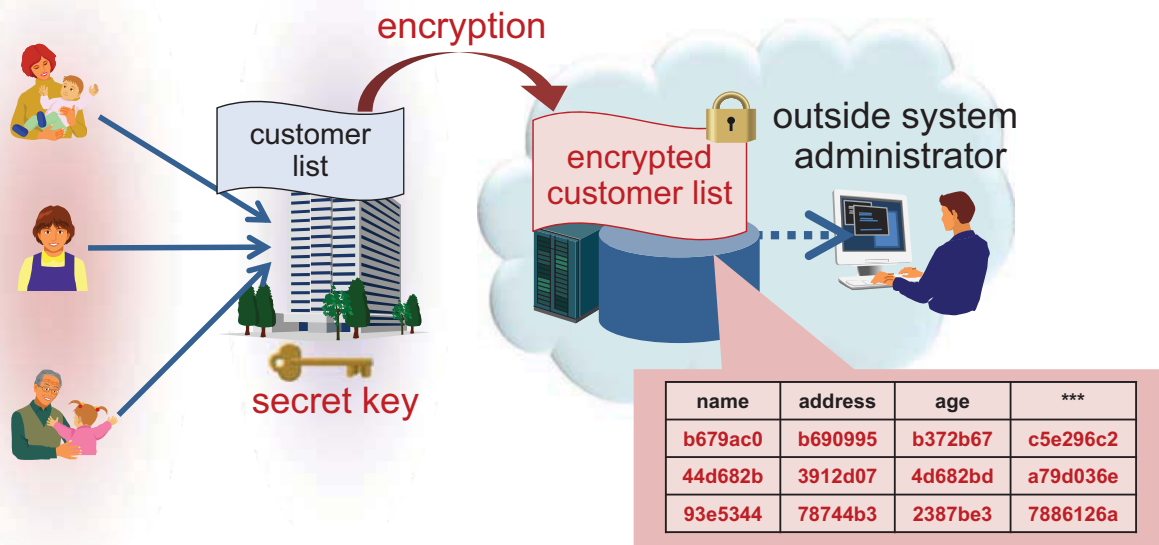 encryption
customer
list
encrypted
customer list
outside system
administrator
secret key
name address age ***
b679ac0 b690995 b372b67 c5e296c2
44d682b 3912d07 4d682bd a79d036e
93e5344 78744b3 2387be3 7886126a